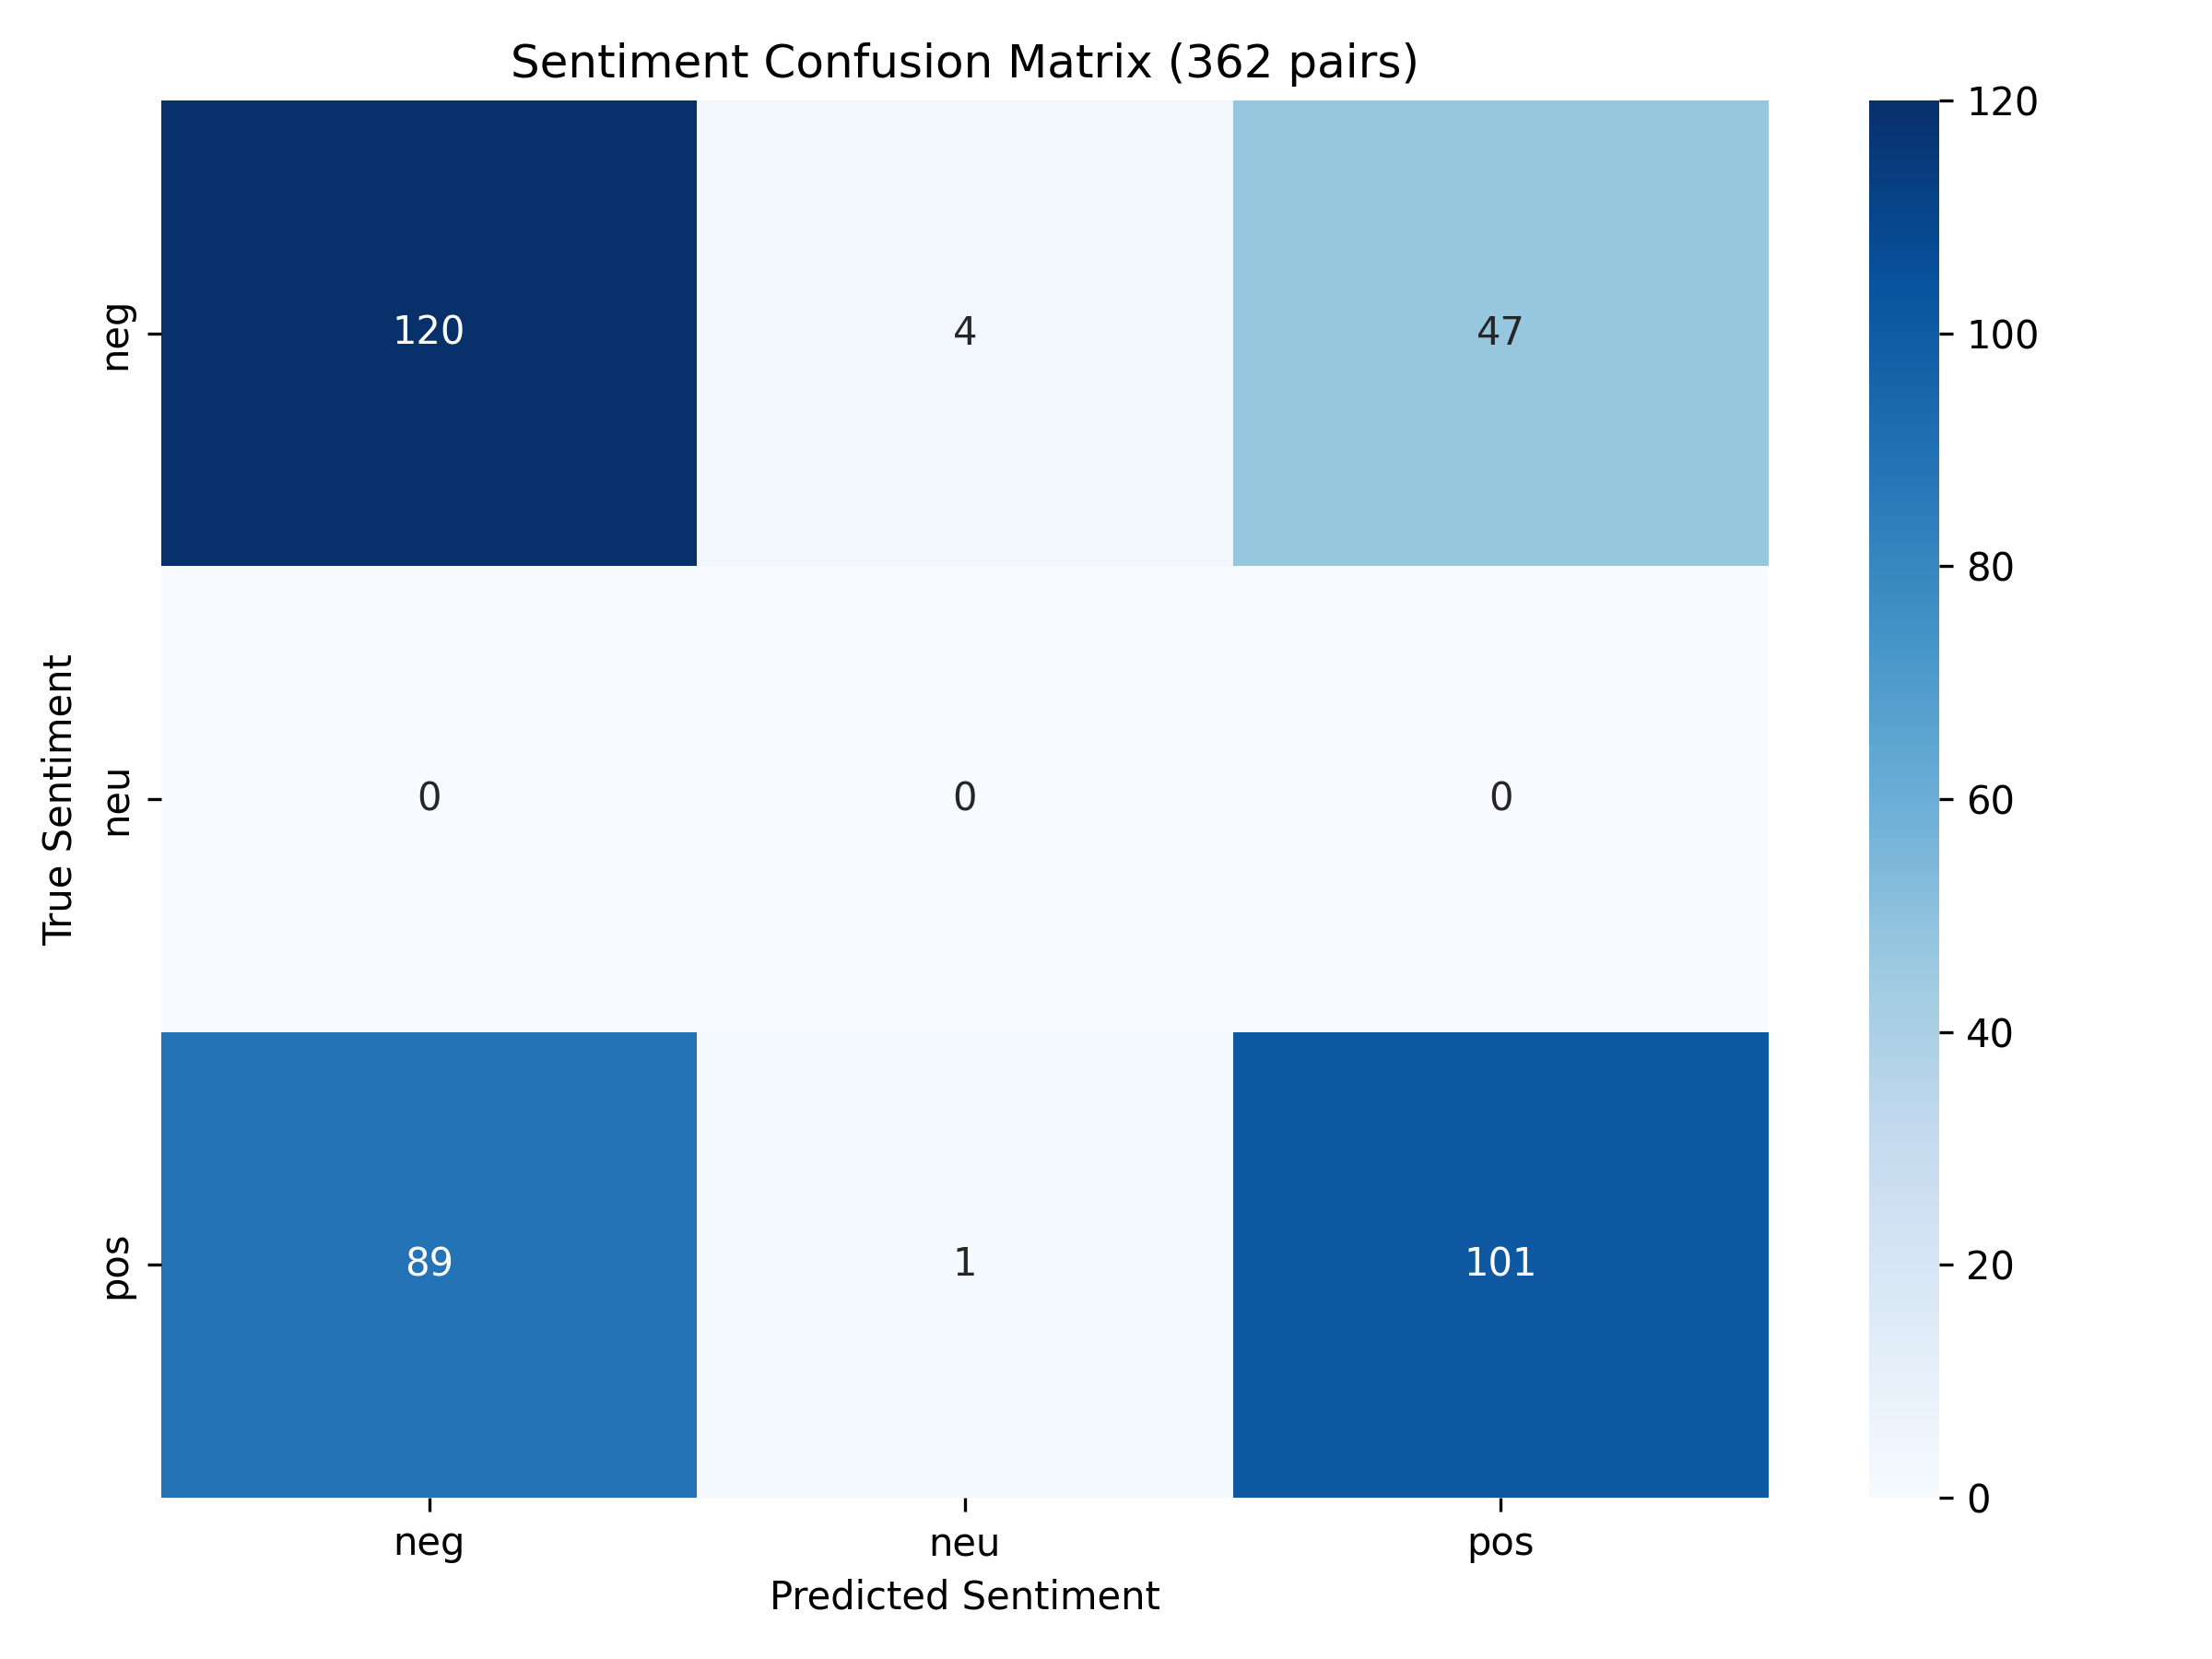 Sentiment Confusion Matrix (362 pairs)
True Sentiment
neg
120
4
47
neu
0
0
0
pos
89
1
101
neg
neu
pos
Predicted Sentiment
120
100
80
60
40
20
0